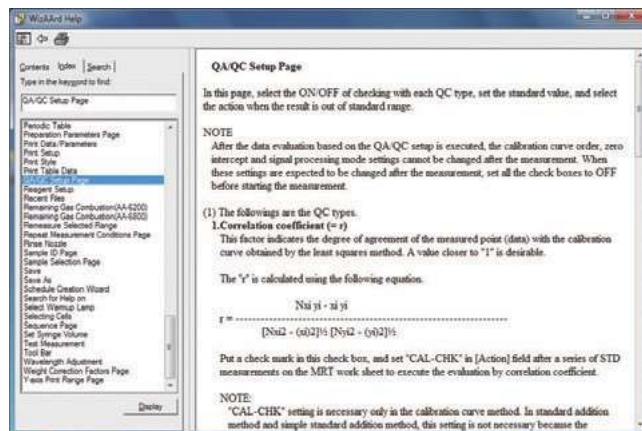 WizAArd Help
Contents Index Search
Type in the keyword to find:
QA/QC Setup Page
Periodic Table
Preparation Parameters Page
Print Data/Parameters
Print Setup
Print Style
Print Table Data
QA/QC Setup Page
Reagent Setup
Recent Files
Remaining Gas Combustion(AA-6200)
Remaining Gas Combustion(AA-6800)
Remeasure Selected Range
Repeat Measurement Conditions Page
Rinse Nozzle
Sample ID Page
Sample Selection Page
Save
Save As
Schedule Creation Wizard
Search for Help on
Select Warmup Lamp
Selecting Cells
Sequence Page
Set Syringe Volume
Test Measurement
Tool Bar
Wavelength Adjustment
Weight Correction Factors Page
Y-axis Print Range Page
Display
QA/QC Setup Page
In this page, select the ON/OFF of checking with each QC type, set the standard value, and select
the action when the result is out of standard range.
NOTE
After the data evaluation based on the QA/QC setup is executed, the calibration curve order, zero
intercept and signal processing mode settings cannot be changed after the measurement. When
these settings are expected to be changed after the measurement, set all the check boxes to OFF
before starting the measurement.
(1) The followings are the QC types.
1.Correlation coefficient (= r)
This factor indicates the degree of agreement of the measured point (data) with the calibration
curve obtained by the least squares method. A value closer to "1" is desirable.
The "r" is calculated using the following equation.
Nxi yi - xi yi
r = ----------------------------------------------------------------
[Nxi2 - (xi)2]½ [Nyi2 - (yi)2]½
Put a check mark in this check box, and set "CAL-CHK" in [Action] field after a series of STD
measurements on the MRT work sheet to execute the evaluation by correlation coefficient.
NOTE:
"CAL-CHK" setting is necessary only in the calibration curve method. In standard addition
method and simple standard addition method, this setting is not necessary because the